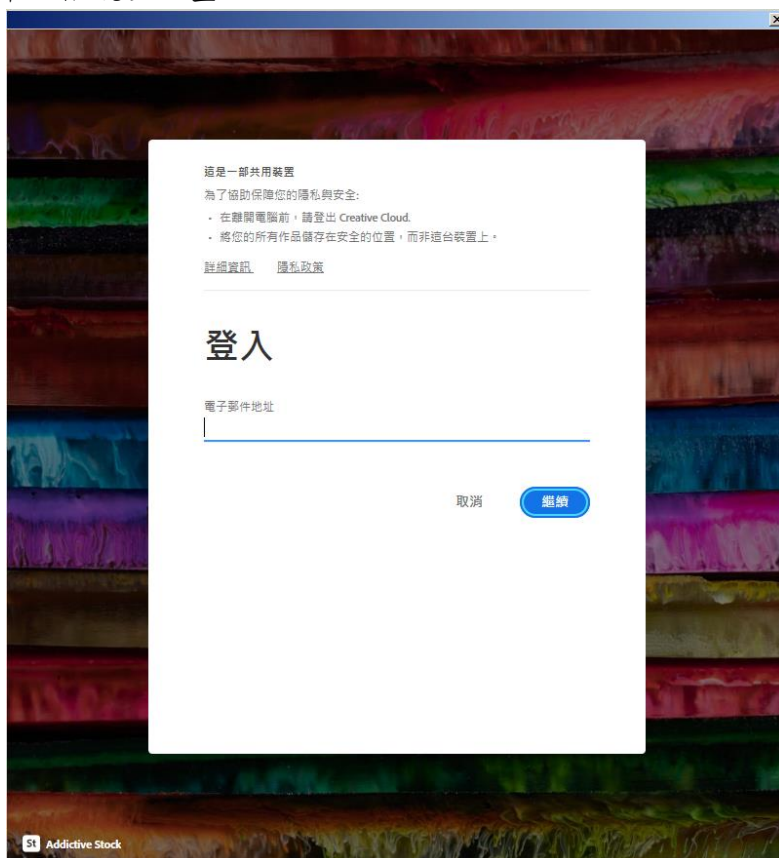 這是一部共用裝置
為了協助保障您的隱私與安全:
• 在離開電腦前，請登出 Creative Cloud.
• 將您的所有作品儲存在安全的位置，而非這台裝置上。
詳細資訊 隱私政策
登入
電子郵件地址
取消 繼續
St Addictive Stock